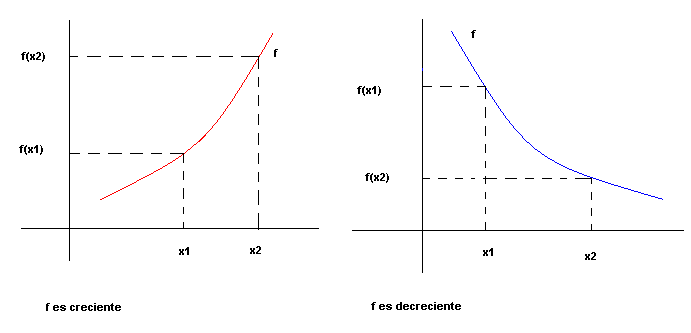 f(x2)
f
f(x1)
x1
x2
f es creciente
f
f(x1)
f(x2)
x1
x2
f es decreciente